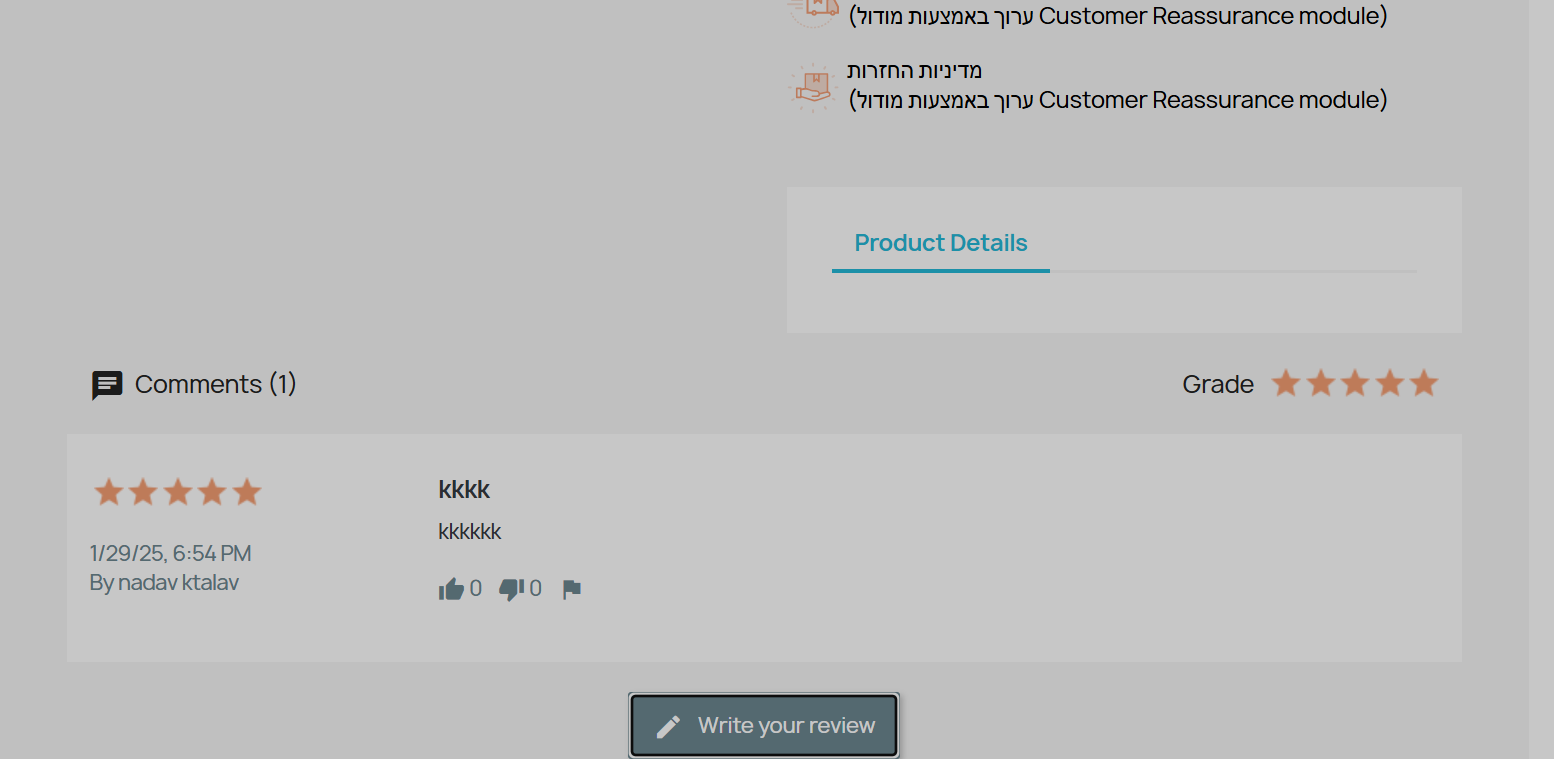 (ערוך באמצעות מודול Customer Reassurance module)
מדיניות החזרות
(ערוך באמצעות מודול Customer Reassurance module)
Product Details
Comments (1)
Grade
kkkk
kkkkkk
1/29/25, 6:54 PM
By nadav ktalav
0 0
Write your review